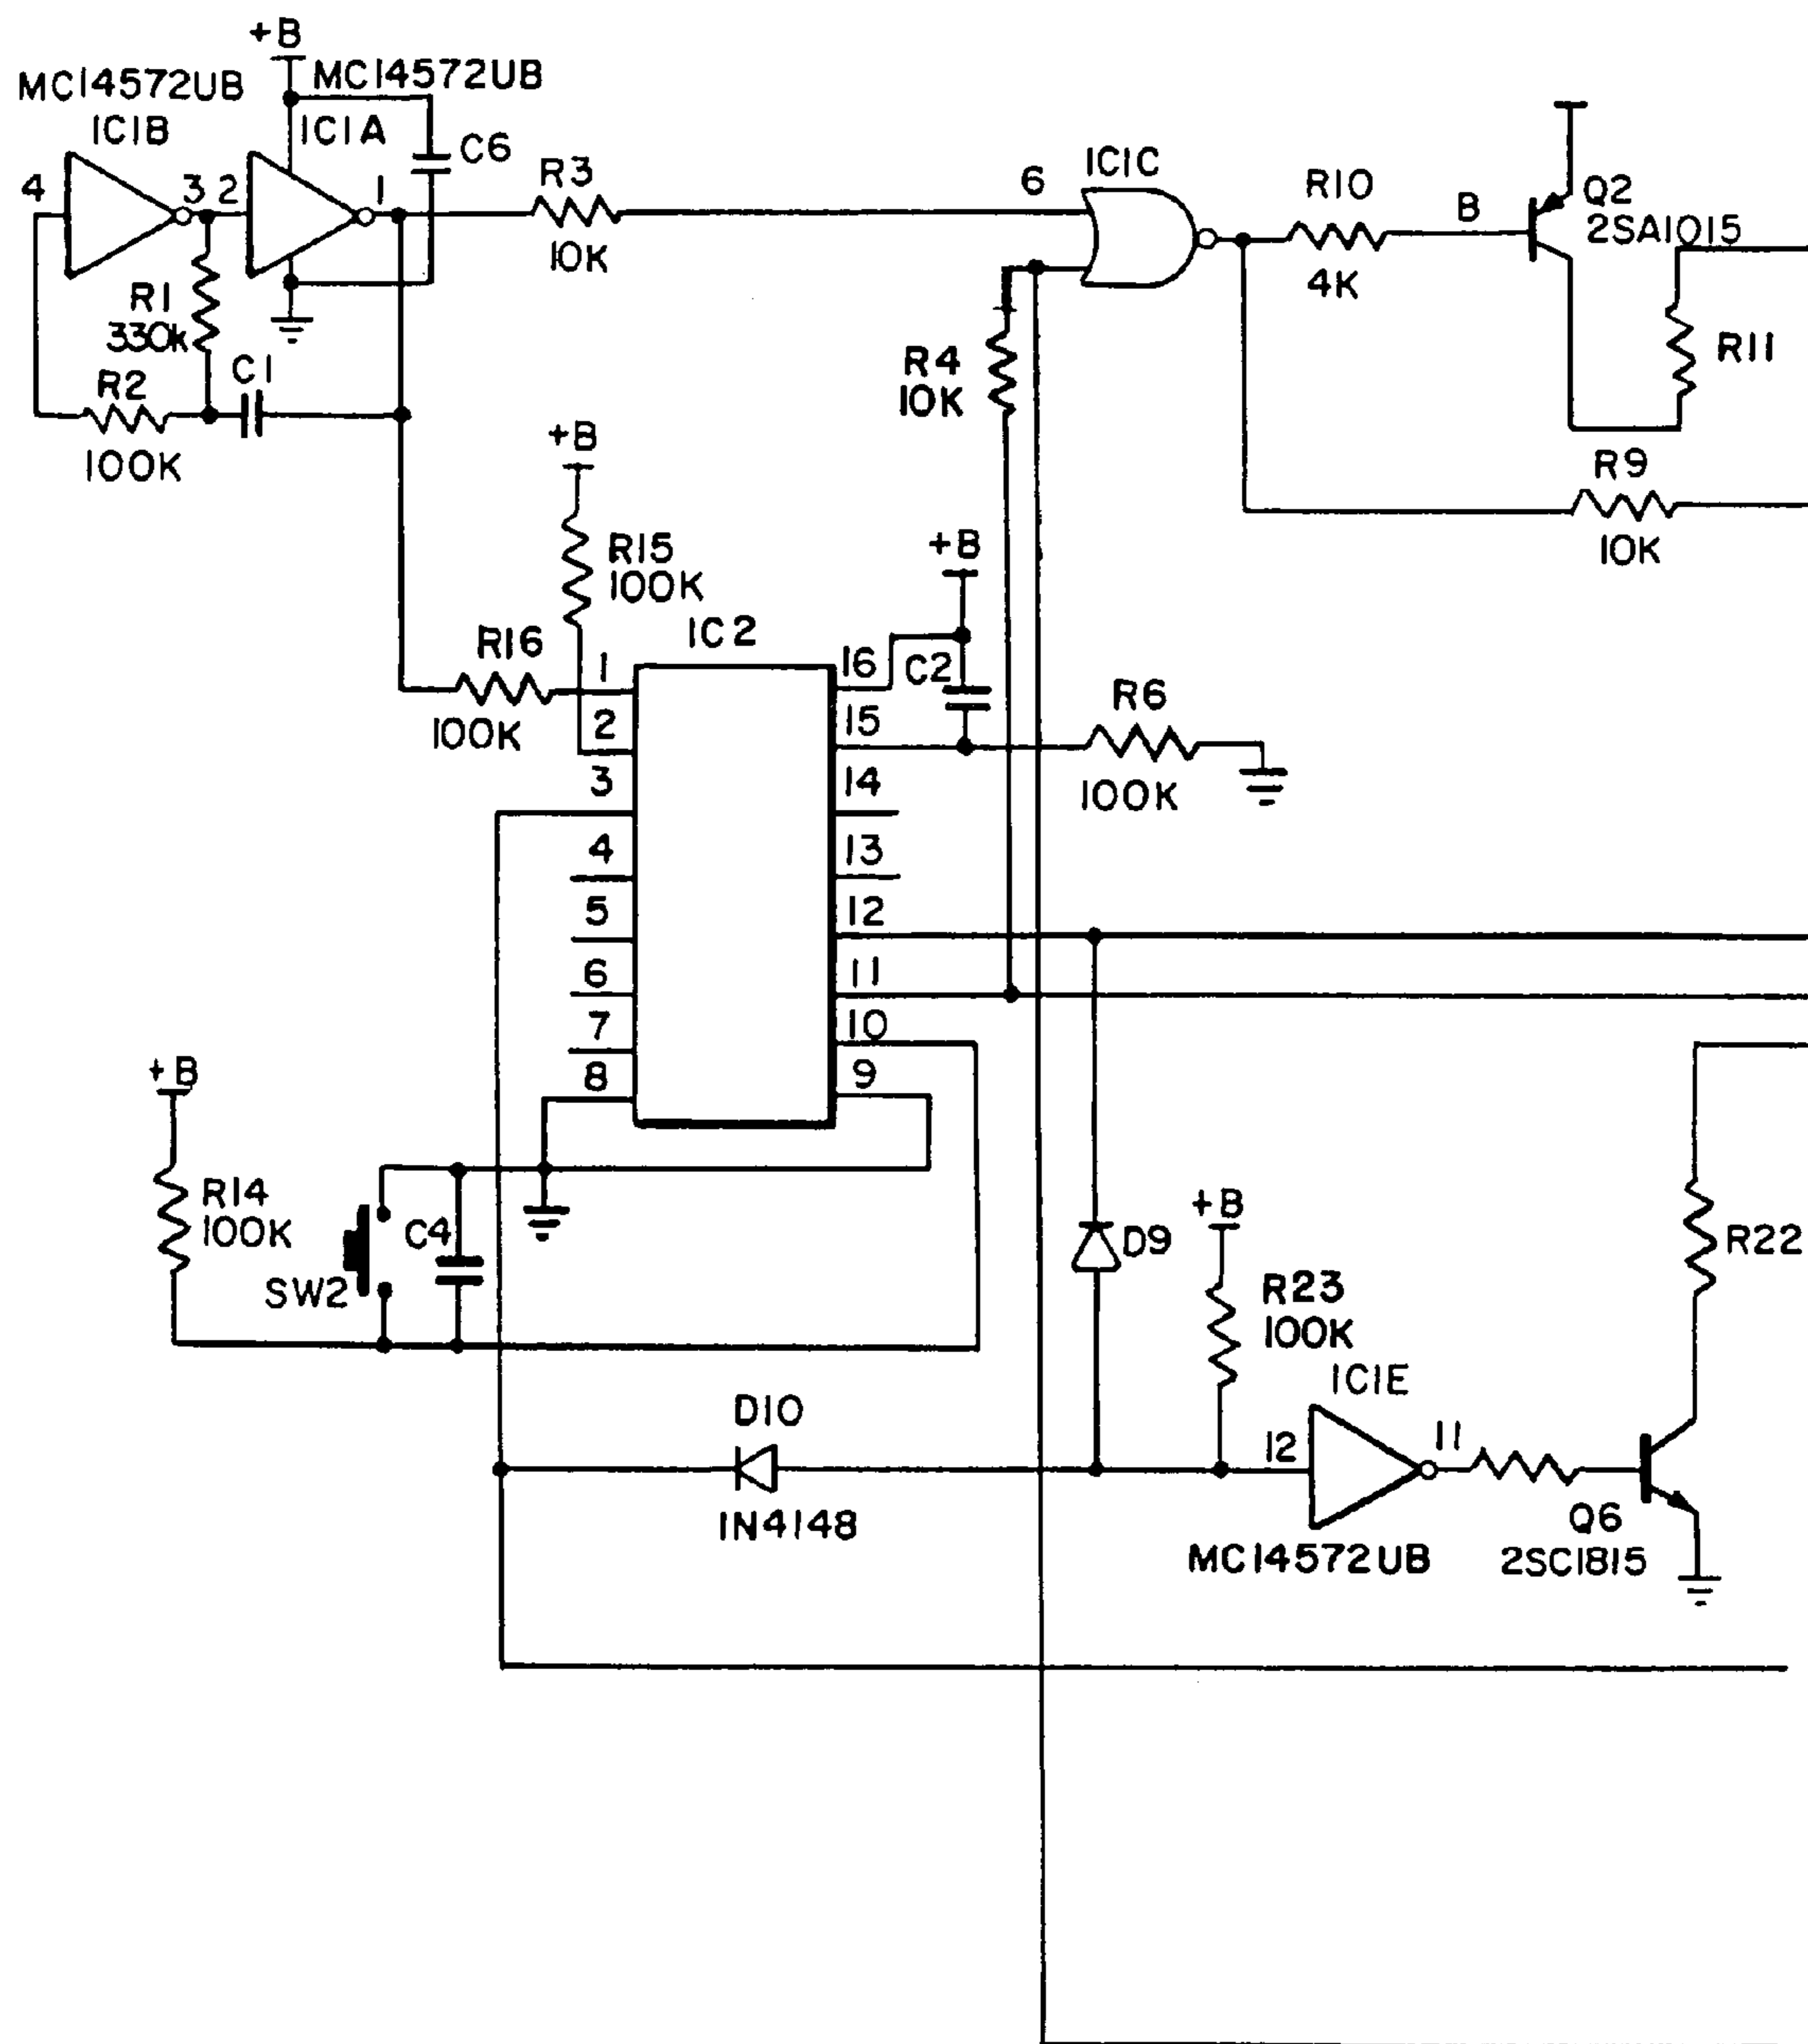 +B
MC14572UB
MC14572UB
IC1B
IC1A
C6
4
3
2
1
R3
10K
6
IC1C
R10
4K
B
Q2
2SA1015
R1
330k
R2
100K
C1
R4
10K
R11
R9
10K
+B
R15
100K
+B
IC2
R16
100K
C2
R6
100K
1
2
3
4
5
6
7
8
16
15
14
13
12
11
10
9
+B
R14
100K
SW2
C4
D9
+B
R23
100K
R22
IC1E
D10
1N4148
12
11
MC14572UB
Q6
2SC1815